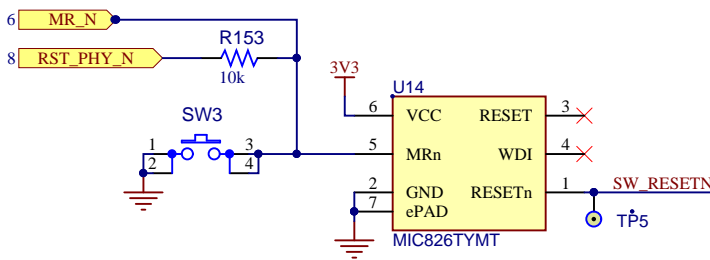 6 MR_N
R153
8 RST_PHY_N
10k
3V3
U14
SW3
6 VCC RESET 3
1 3 5 MRn WDI 4
2 4
2 GND RESETn 1 SW_RESETN
7 ePAD
TP5
MIC826TYMT